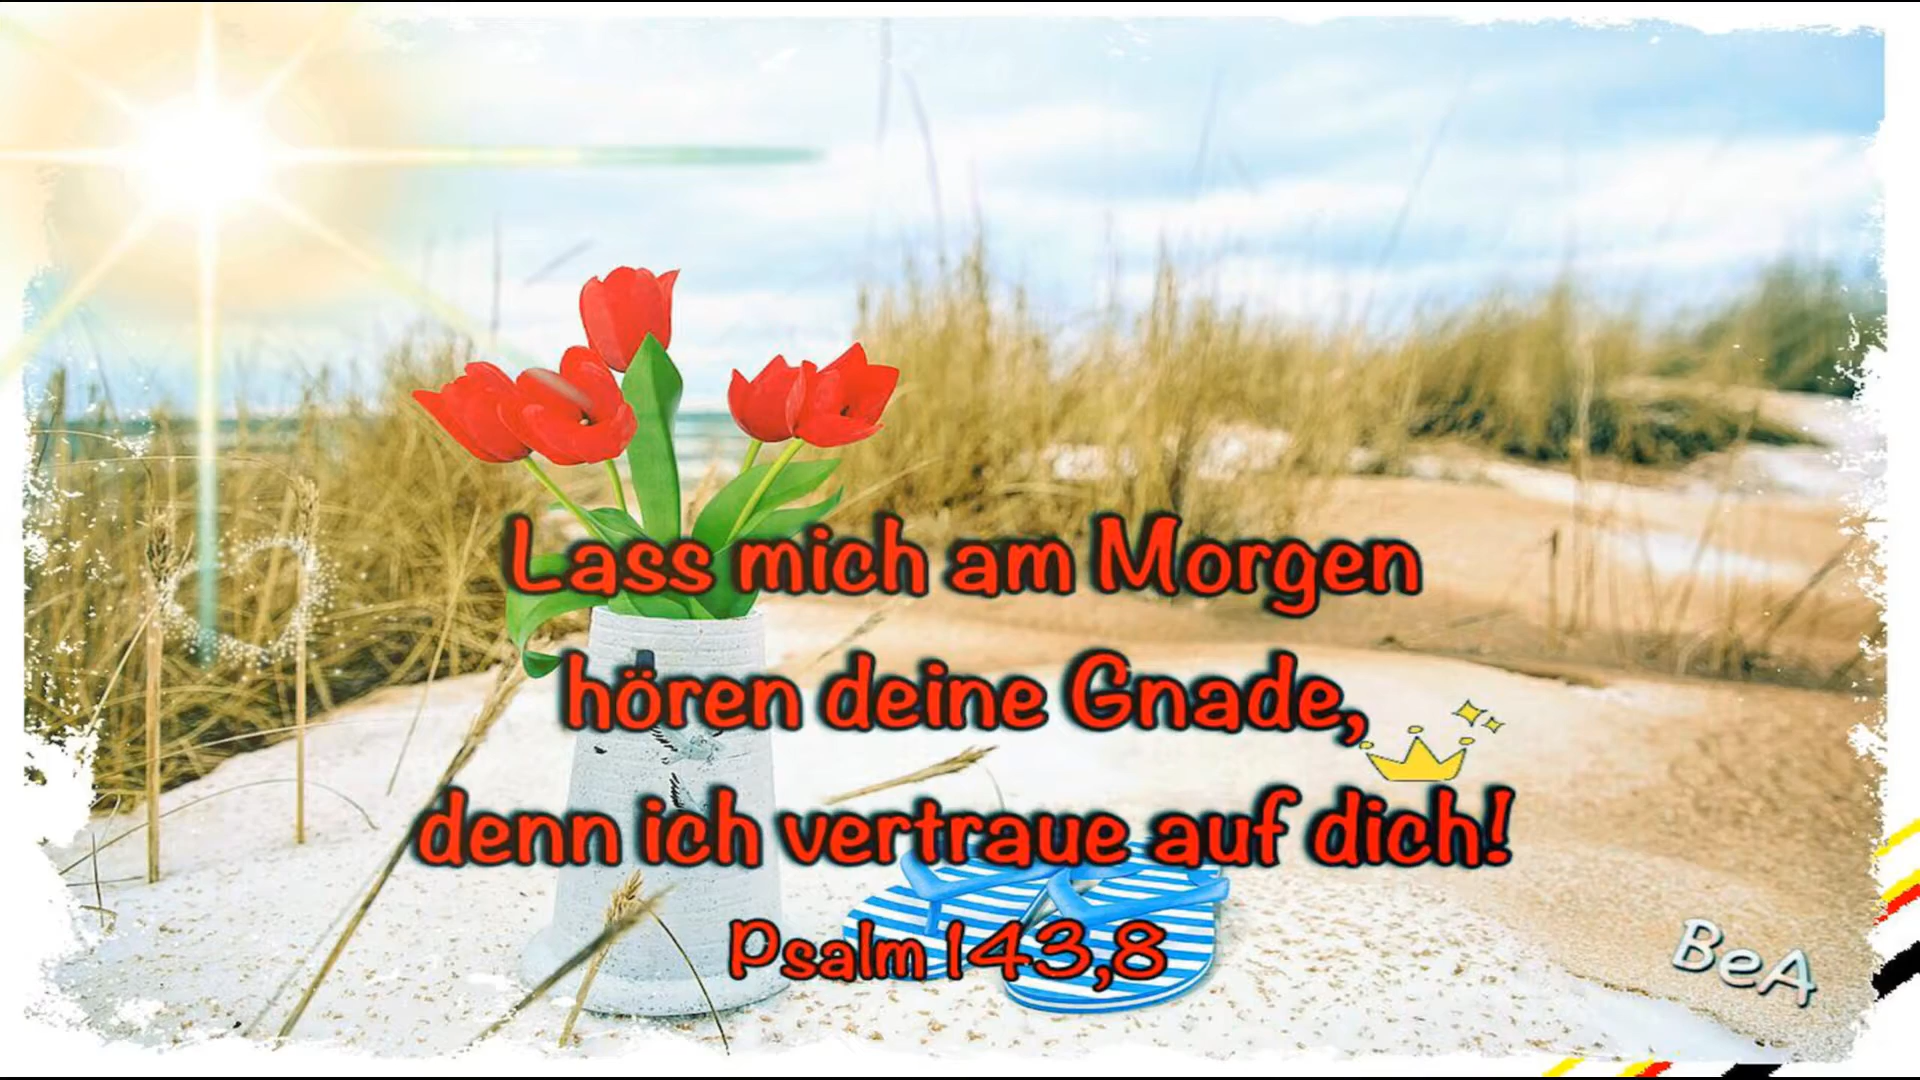 Lass mich am Morgen
hören deine Gnade,
denn ich vertraue auf dich!
Psalm 143,8
BeA